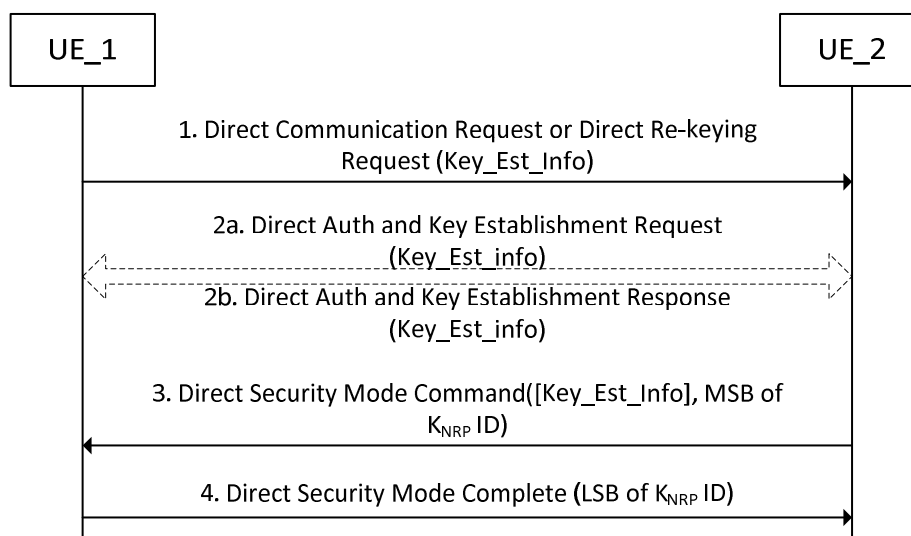 UE_1
UE_2
1. Direct Communication Request or Direct Re-keying
Request (Key_Est_Info)
2a. Direct Auth and Key Establishment Request
(Key_Est_info)
2b. Direct Auth and Key Establishment Response
(Key_Est_info)
3. Direct Security Mode Command([Key_Est_Info], MSB of
KNRP ID)
4. Direct Security Mode Complete (LSB of KNRP ID)